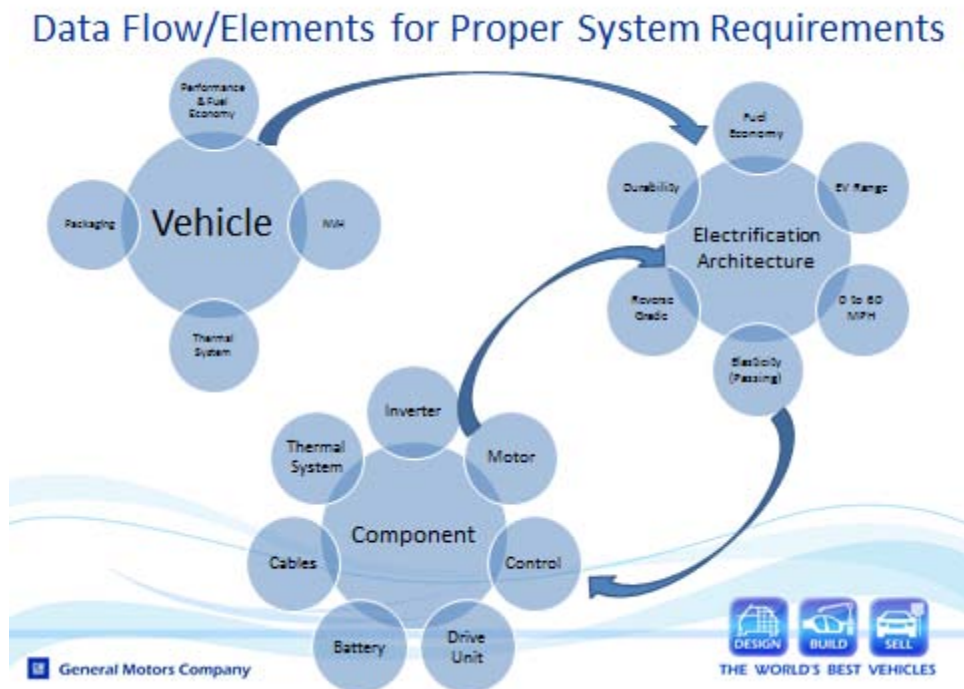 Data Flow/Elements for Proper System Requirements
Performance
& Fuel
Economy
Packaging
Vehicle
NVH
Thermal
System
Fuel
Economy
Durability
EV Range
Electrification
Architecture
Reverse
Grade
0 to 60
MPH
Elasticity
(Passing)
Inverter
Thermal
System
Motor
Component
Cables
Control
Battery
Drive
Unit
GM
General Motors Company
DESIGN
BUILD
SELL
THE WORLD'S BEST VEHICLES